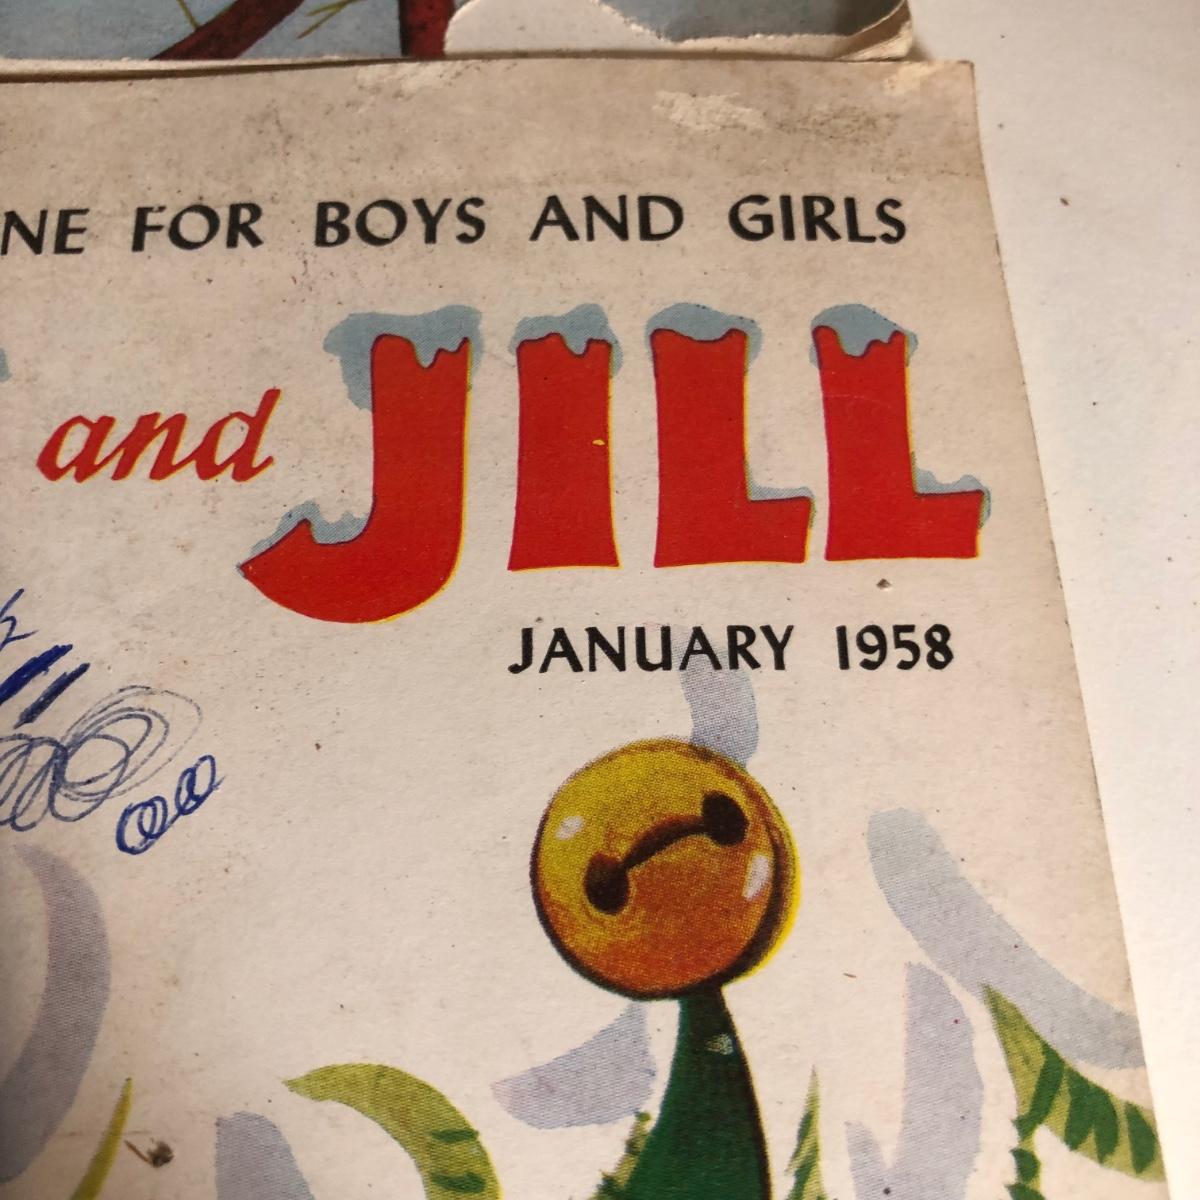 NE FOR BOYS AND GIRLS
and JILL
JANUARY 1958